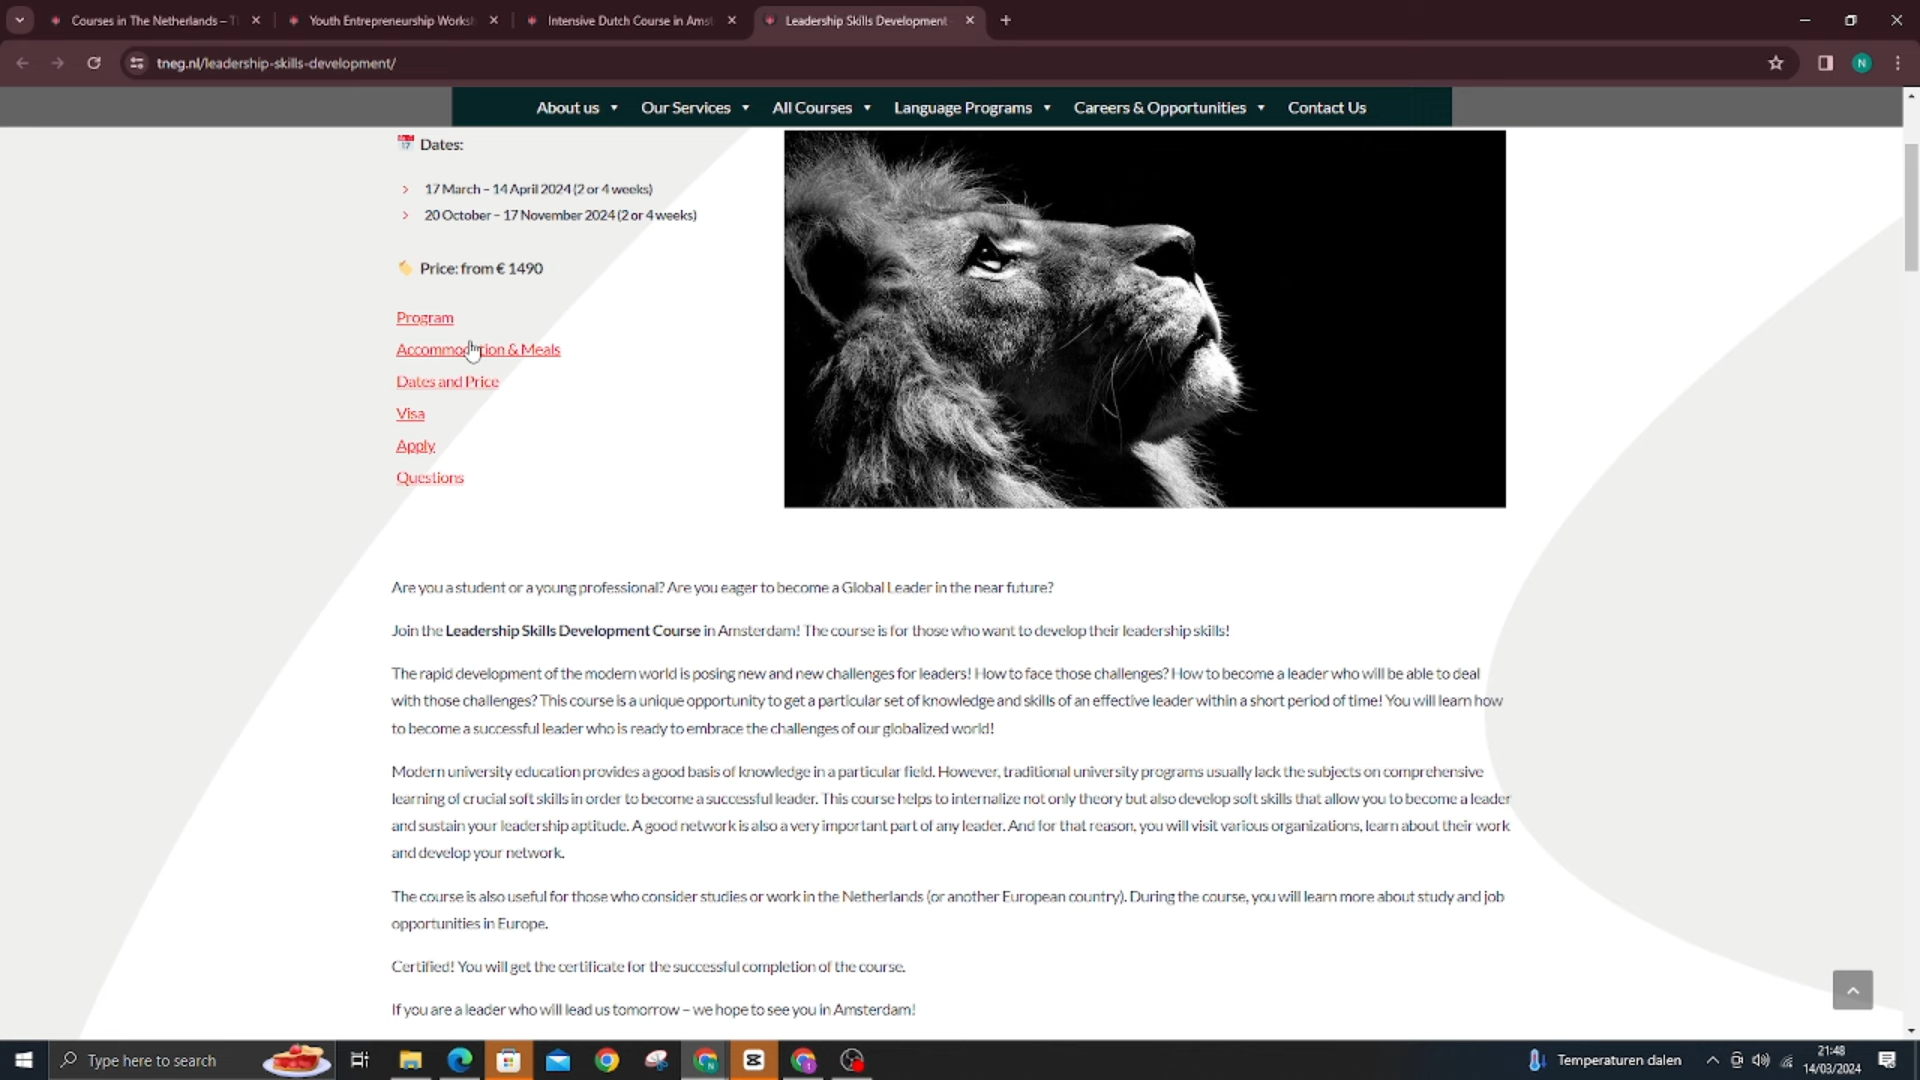 Courses in The Netherlands – T
Youth Entrepreneurship Works
Intensive Dutch Course in Ams
Leadership Skills Development
tneg.nl/leadership-skills-development/
N
About us
Our Services
All Courses
Language Programs
Careers & Opportunities
Contact Us
17
Dates:
17 March – 14 April 2024 (2 or 4 weeks)
20 October – 17 November 2024 (2 or 4 weeks)
Price: from € 1490
Program
Accommodation & Meals
Dates and Price
Visa
Apply
Questions
Are you a student or a young professional? Are you eager to become a Global Leader in the near future?
Join the Leadership Skills Development Course in Amsterdam! The course is for those who want to develop their leadership skills!
The rapid development of the modern world is posing new and new challenges for leaders! How to face those challenges? How to become a leader who will be able to deal
with those challenges? This course is a unique opportunity to get a particular set of knowledge and skills of an effective leader within a short period of time! You will learn how
to become a successful leader who is ready to embrace the challenges of our globalized world!
Modern university education provides a good basis of knowledge in a particular field. However, traditional university programs usually lack the subjects on comprehensive
learning of crucial soft skills in order to become a successful leader. This course helps to internalize not only theory but also develop soft skills that allow you to become a leader
and sustain your leadership aptitude. A good network is also a very important part of any leader. And for that reason, you will visit various organizations, learn about their work
and develop your network.
The course is also useful for those who consider studies or work in the Netherlands (or another European country). During the course, you will learn more about study and job
opportunities in Europe.
Certified! You will get the certificate for the successful completion of the course.
If you are a leader who will lead us tomorrow – we hope to see you in Amsterdam!
Type here to search
Temperaturen dalen
21:48
14/03/2024